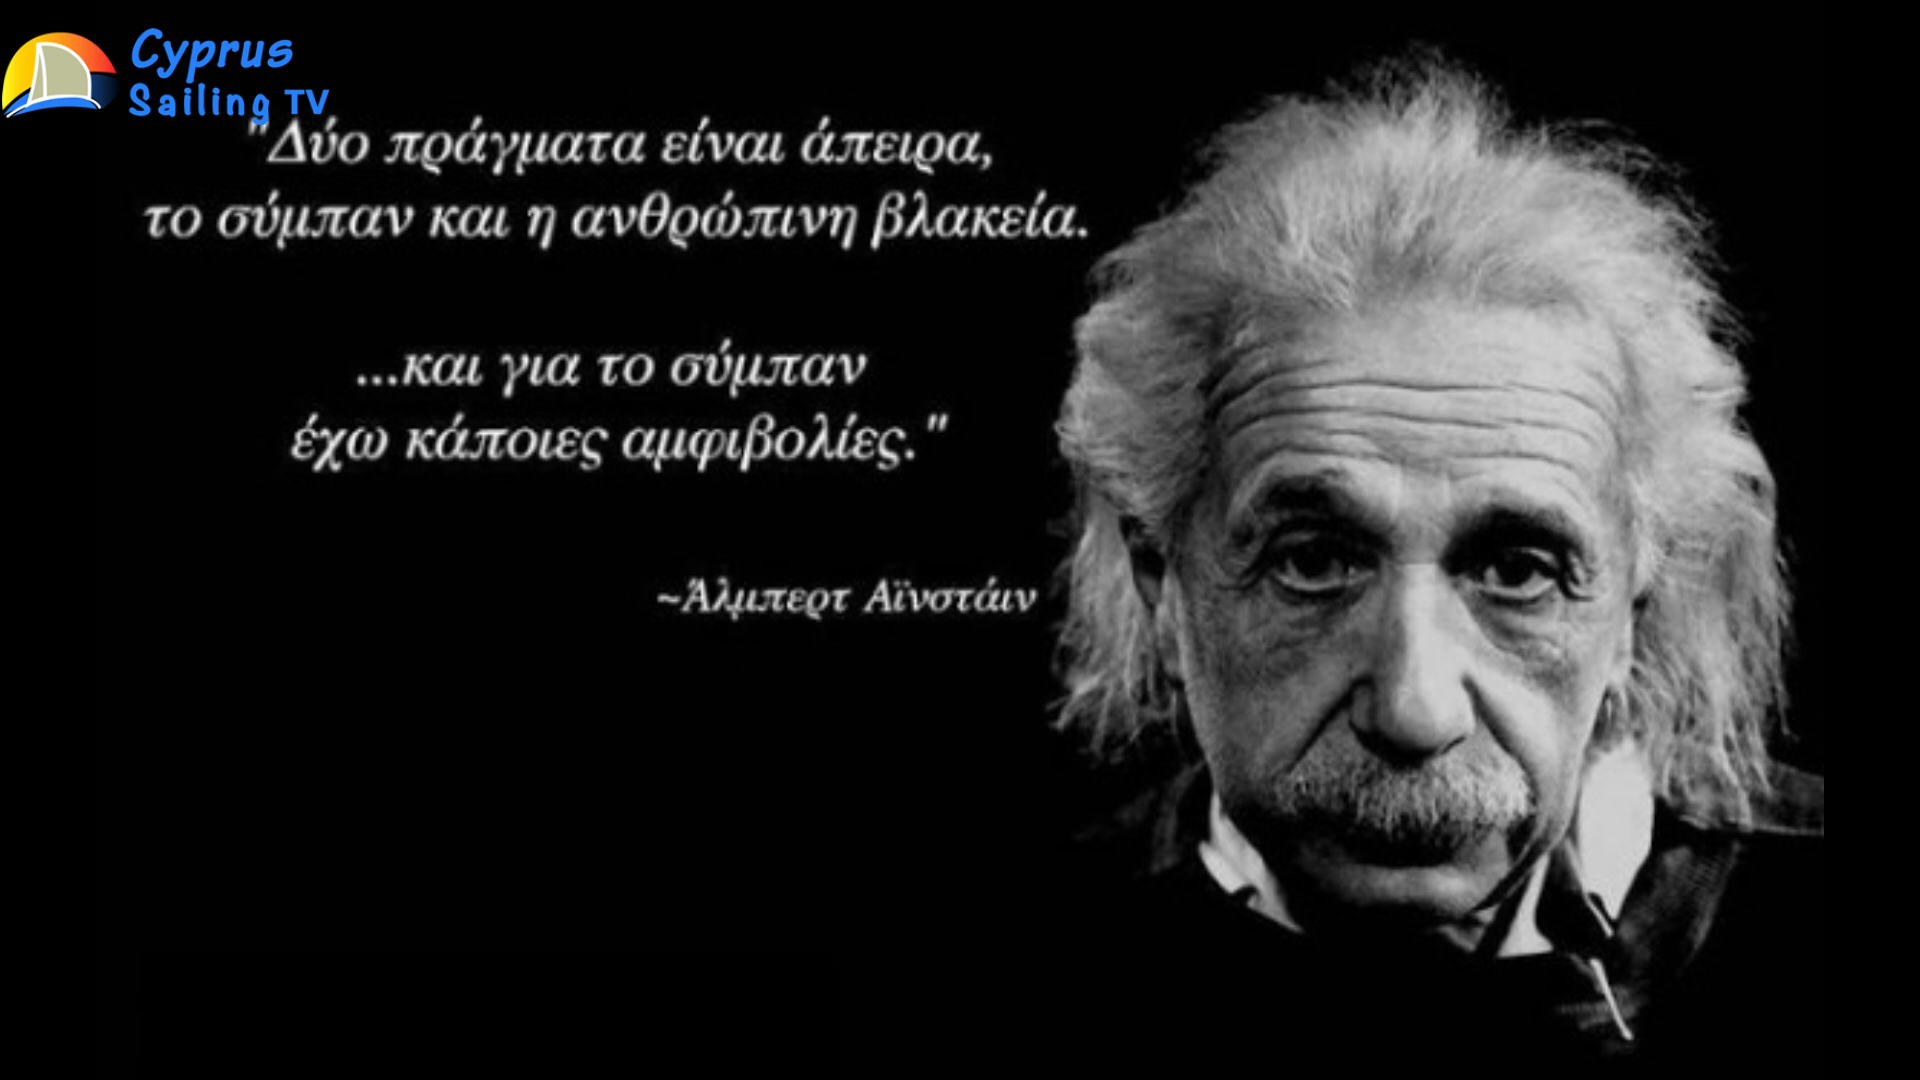 Cyprus
Sailing TV
"Δύο πράγματα είναι άπειρα,
το σύμπαν και η ανθρώπινη βλακεία.
...και για το σύμπαν
έχω κάποιες αμφιβολίες."
~Άλμπερτ Αϊνστάιν